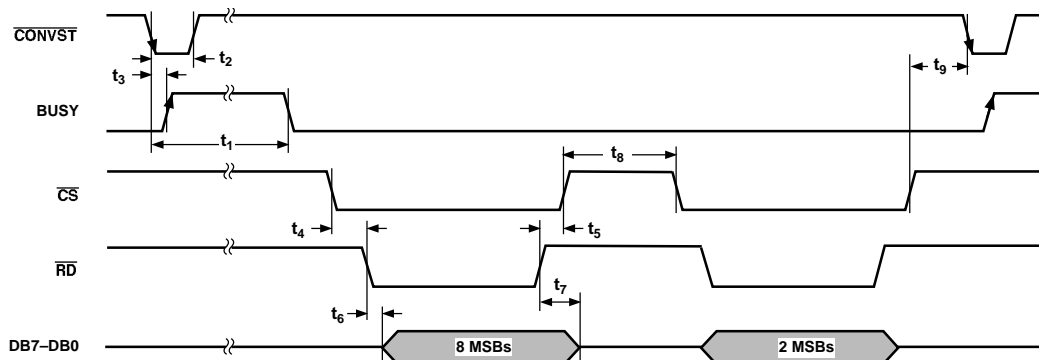 CONVST
t2
t3
t9
BUSY
t1
t8
CS
t4
t5
RD
t7
t6
DB7–DB0
8 MSBs
2 MSBs